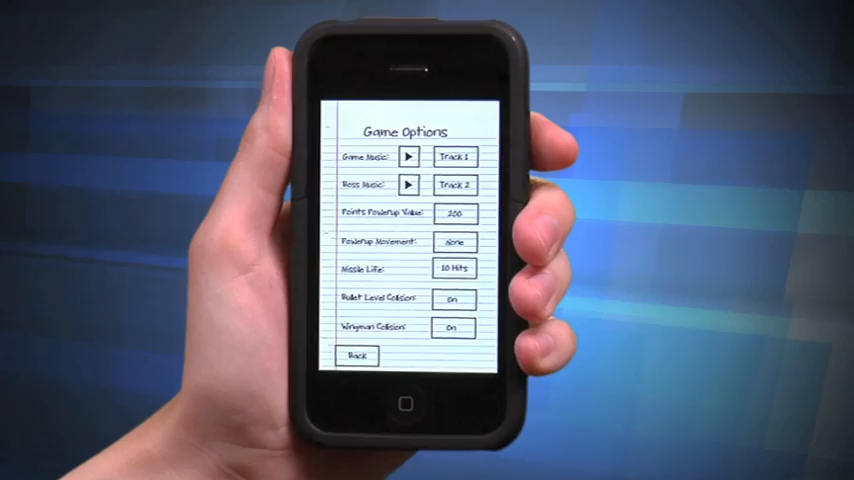 Game Options
Game Music: Track 1
Boss Music: Track 2
Points Powerup Value: 200
Powerup Movement: None
Missile Life: 10 Hits
Bullet Level Collision: On
Wingman Collision: On
Back